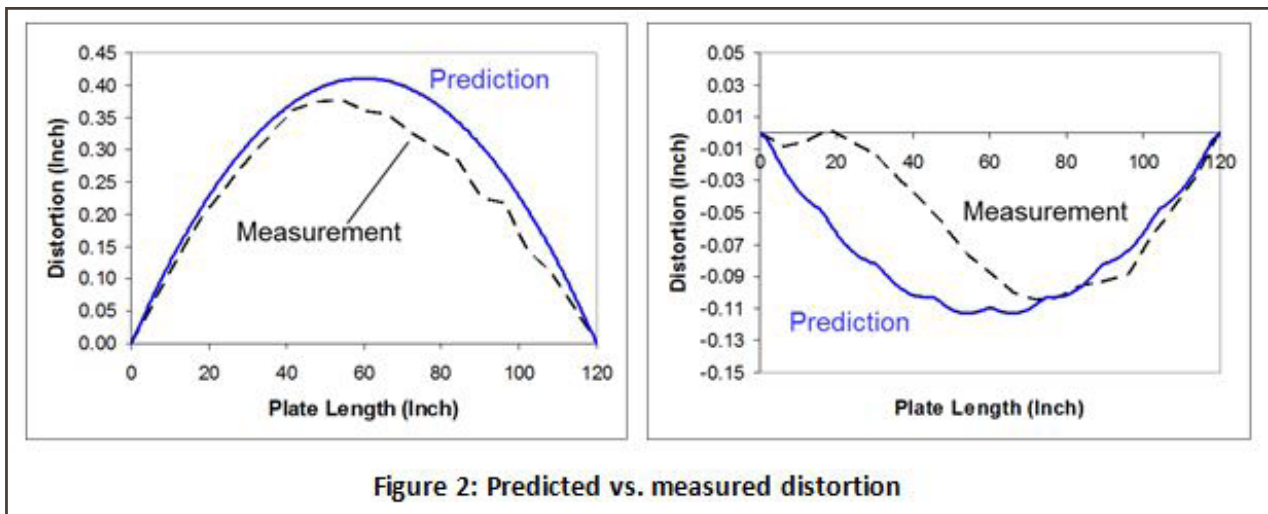 0.45
0.40
0.35
0.30
0.25
0.20
0.15
0.10
0.05
0.00
Distortion (Inch)
Prediction
Measurement
0 20 40 60 80 100 120
Plate Length (Inch)
0.05
0.03
0.01
-0.01
-0.03
-0.05
-0.07
-0.09
-0.11
-0.13
-0.15
Distortion (Inch)
0 20 40 60 80 100 120
Measurement
Prediction
Plate Length (Inch)
Figure 2: Predicted vs. measured distortion